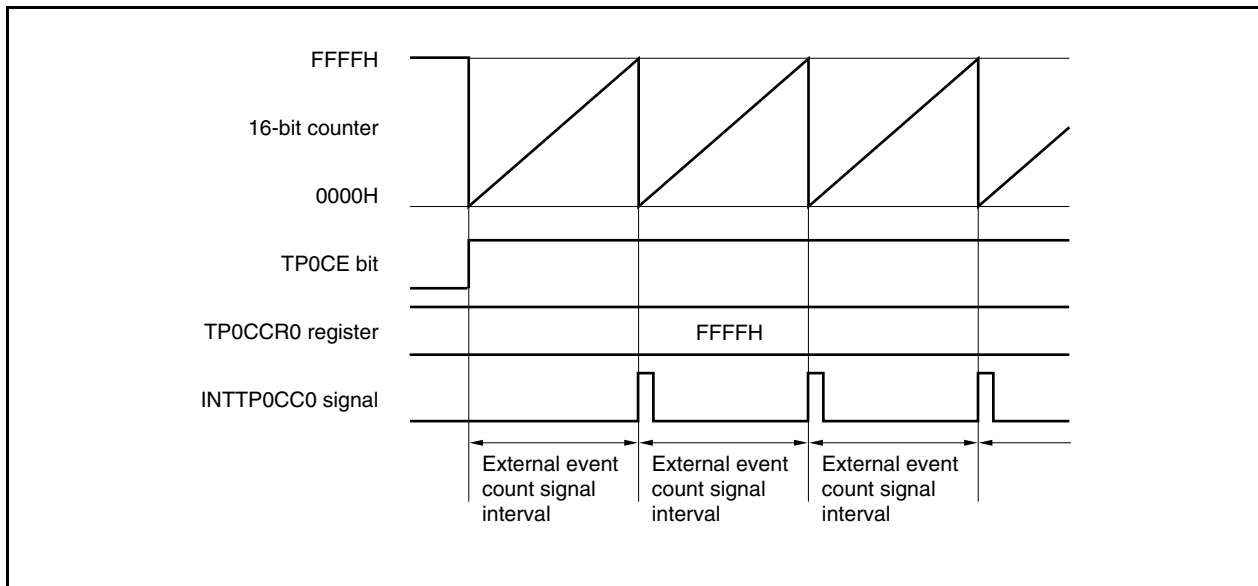 FFFFH
16-bit counter
0000H
TP0CE bit
TP0CCR0 register
FFFFH
INTTP0CC0 signal
External event
count signal
interval
External event
count signal
interval
External event
count signal
interval